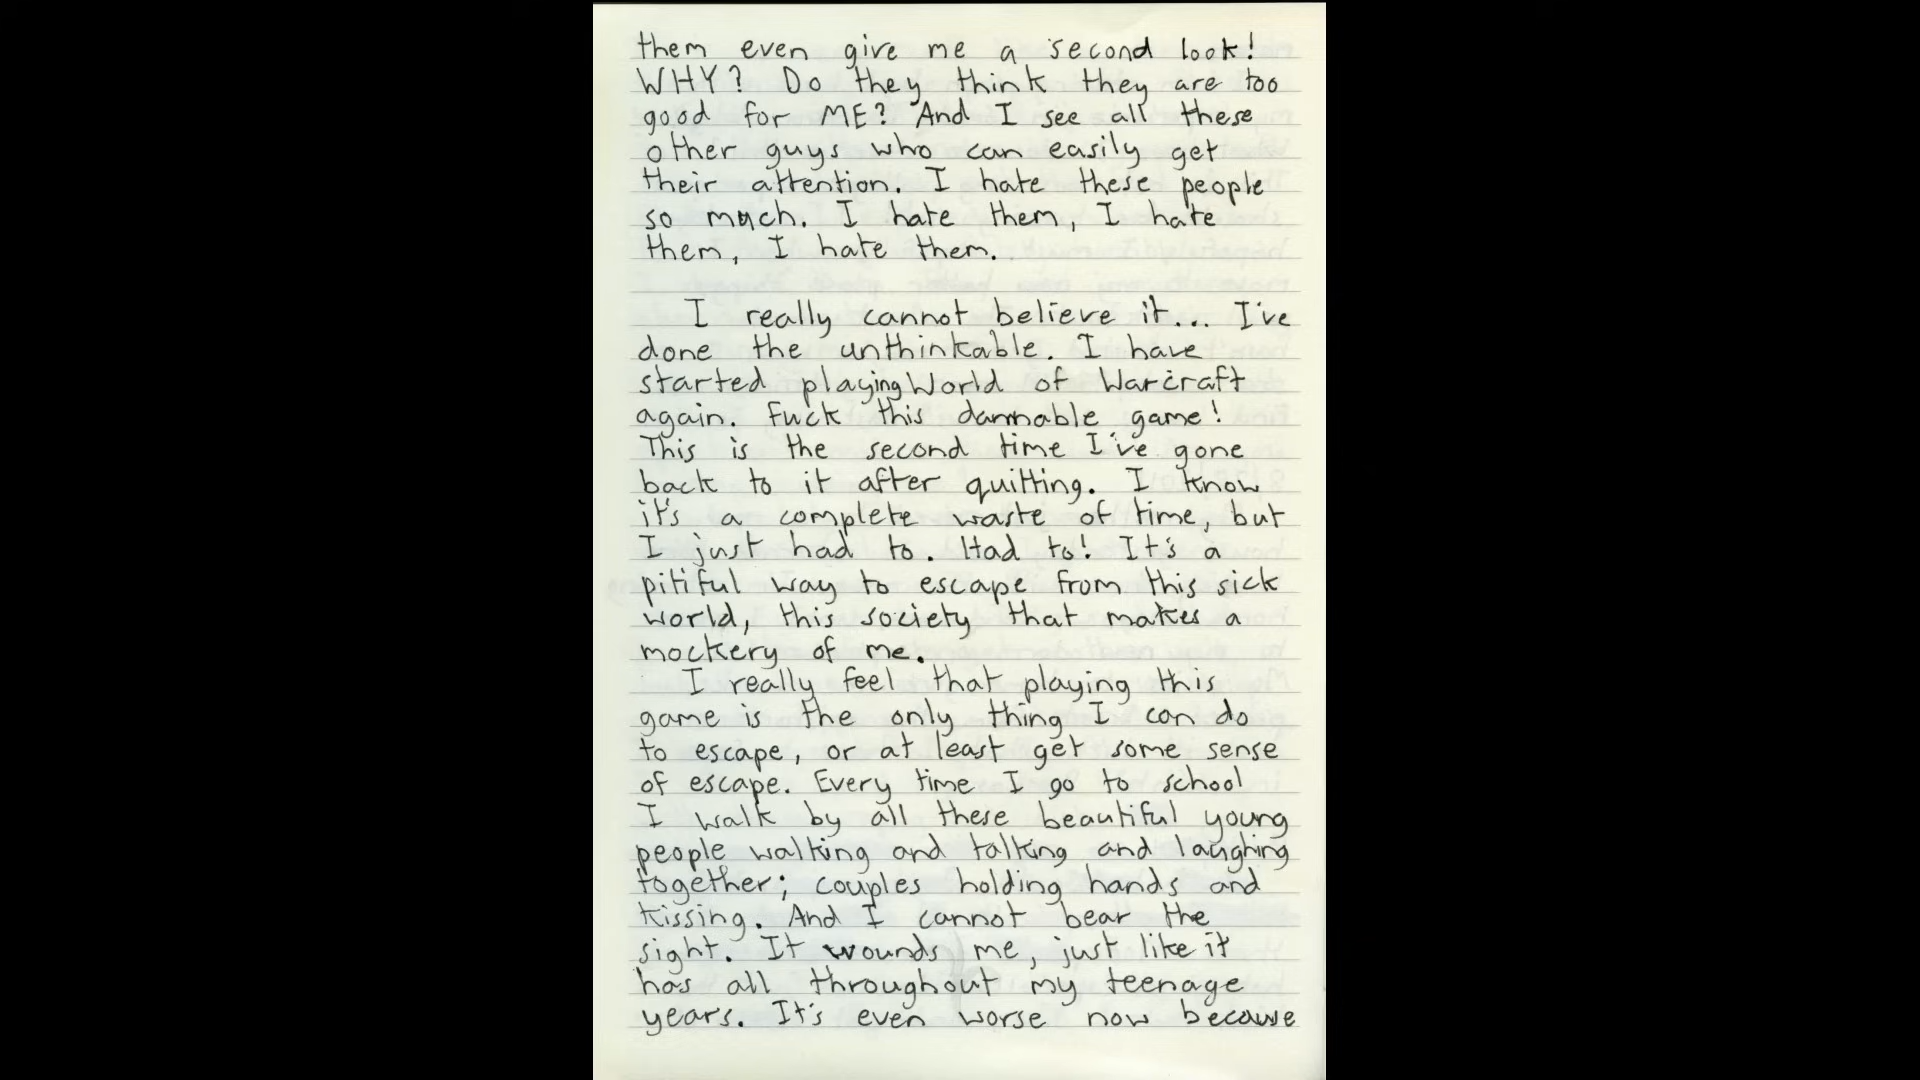 them even give me a second look!
WHY? Do they think they are too
good for ME? And I see all these
other guys who can easily get
their attention. I hate these people
so much. I hate them, I hate
them, I hate them.
I really cannot believe it... I've
done the unthinkable. I have
started playing World of Warcraft
again. Fuck this damnable game!
This is the second time I've gone
back to it after quitting. I know
it's a complete waste of time, but
I just had to. Had to! It's a
pitiful way to escape from this sick
world, this society that makes a
mockery of me.
I really feel that playing this
game is the only thing I can do
to escape, or at least get some sense
of escape. Every time I go to school
I walk by all these beautiful young
people walking and talking and laughing
together; couples holding hands and
kissing. And I cannot bear the
sight. It wounds me, just like it
has all throughout my teenage
years. It's even worse now because